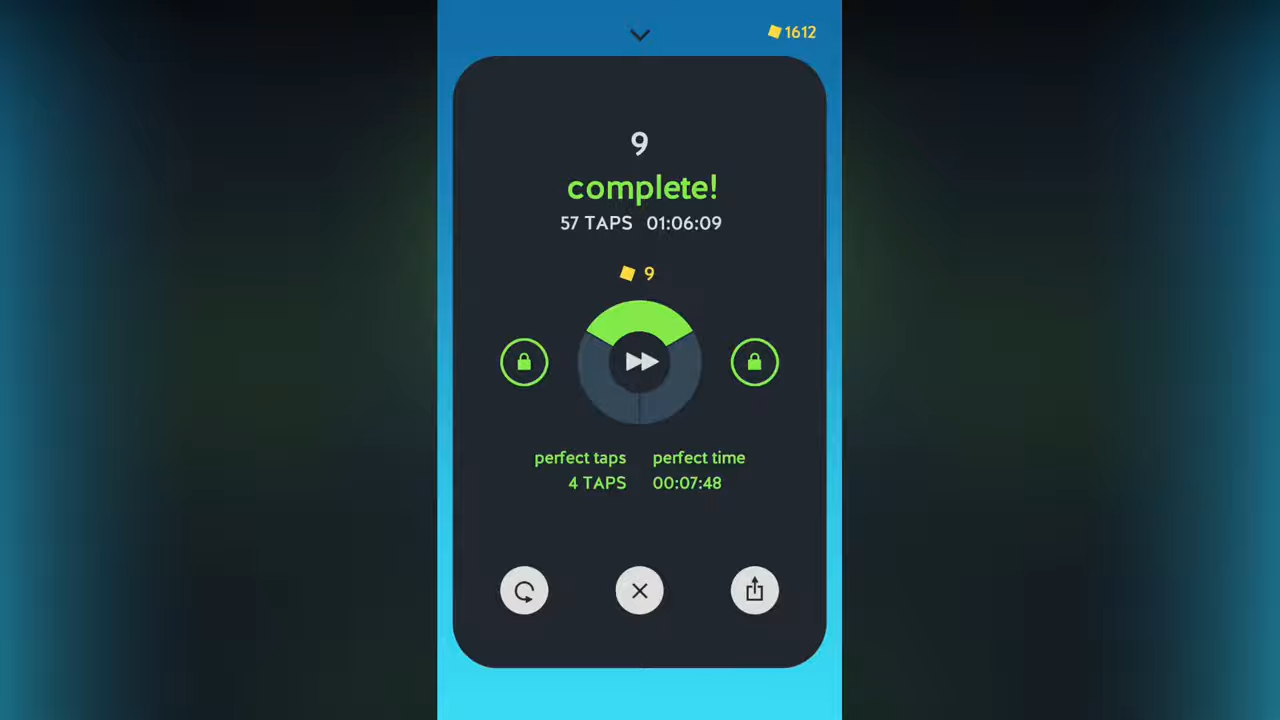 1612
9
complete!
57 TAPS 01:06:09
9
perfect taps perfect time
4 TAPS 00:07:48